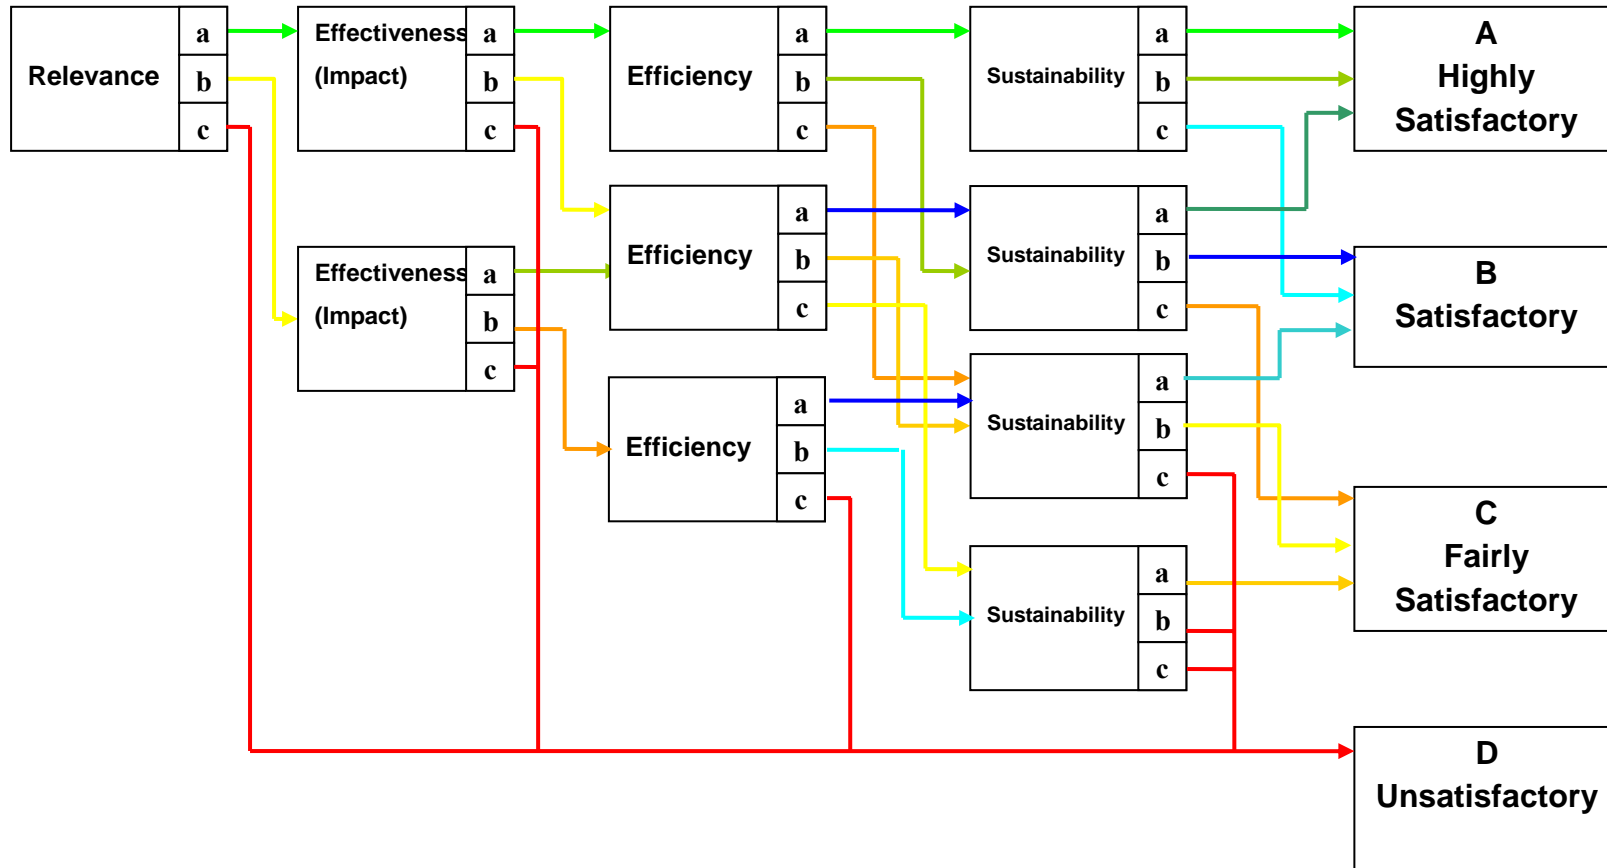 Relevance
a
b
c
Effectiveness
(Impact)
a
b
c
Effectiveness
(Impact)
a
b
c
Efficiency
a
b
c
Efficiency
a
b
c
Efficiency
a
b
c
Sustainability
a
b
c
Sustainability
a
b
c
Sustainability
a
b
c
Sustainability
a
b
c
A
Highly
Satisfactory
B
Satisfactory
C
Fairly
Satisfactory
D
Unsatisfactory